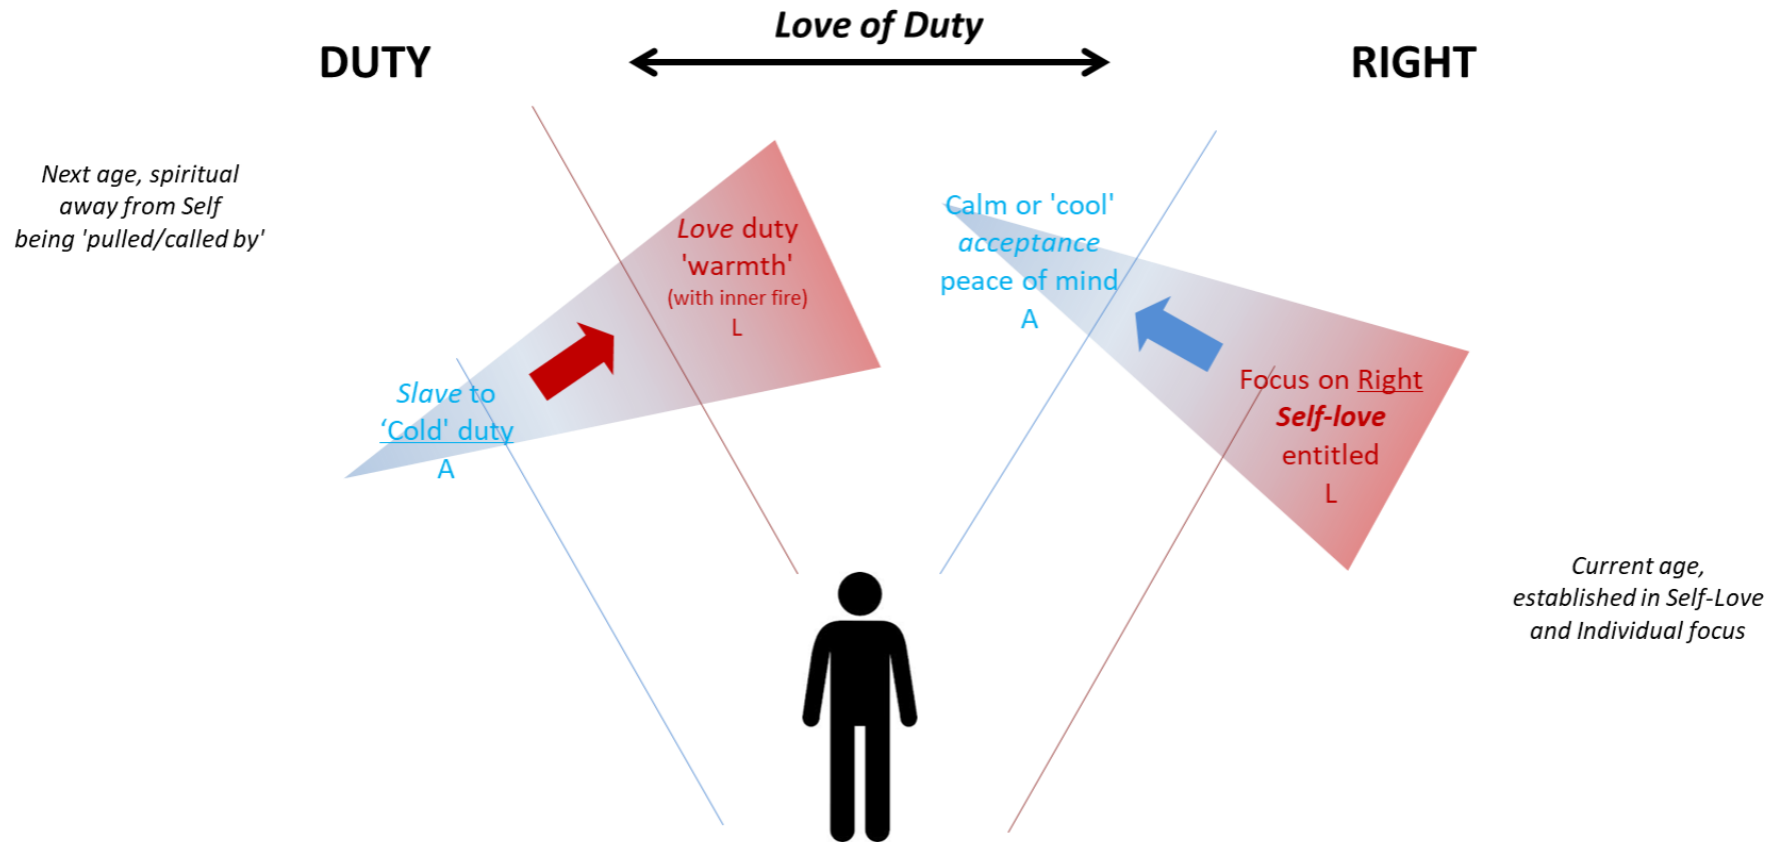 Love of Duty
DUTY
RIGHT
Next age, spiritual
away from Self
being 'pulled/called by'
Love duty
'warmth'
(with inner fire)
L
Slave to
‘Cold' duty
A
Calm or 'cool'
acceptance
peace of mind
A
Focus on Right
Self-love
entitled
L
Current age,
established in Self-Love
and Individual focus